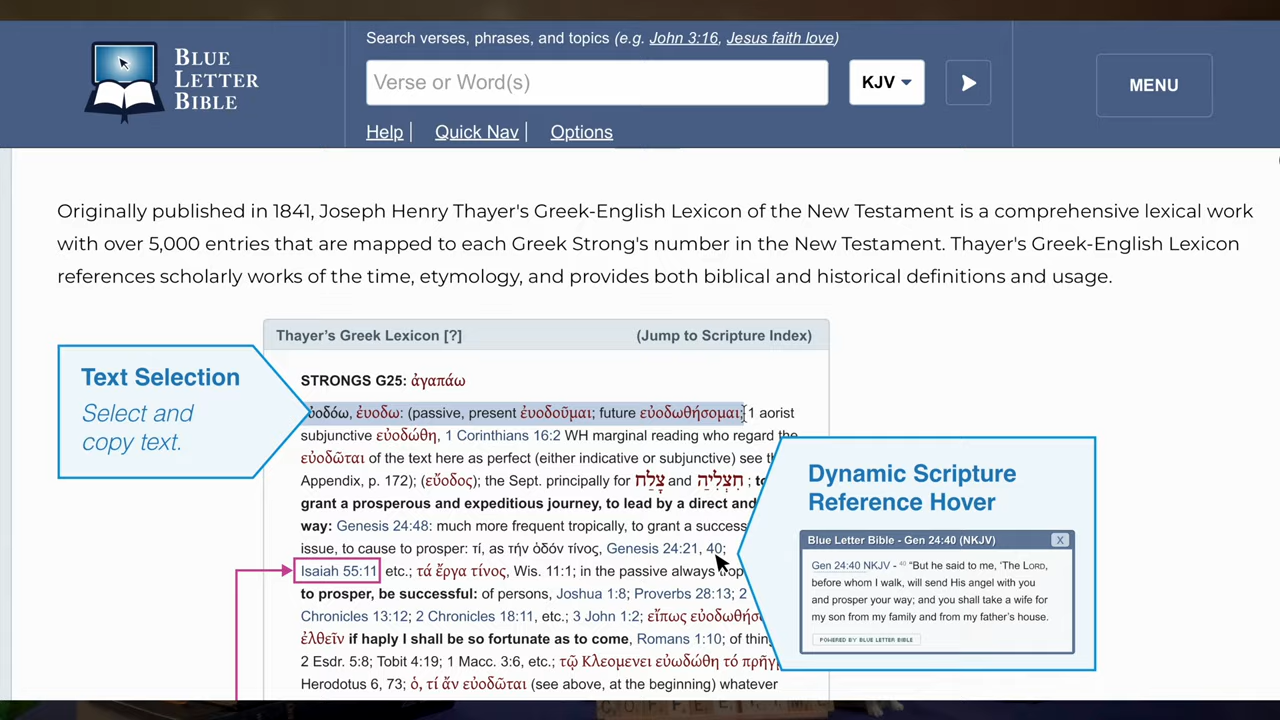 BLUE
LETTER
BIBLE
Search verses, phrases, and topics (e.g. John 3:16, Jesus faith love)
Verse or Word(s)
KJV
MENU
Help | Quick Nav | Options
Originally published in 1841, Joseph Henry Thayer's Greek-English Lexicon of the New Testament is a comprehensive lexical work
with over 5,000 entries that are mapped to each Greek Strong's number in the New Testament. Thayer's Greek-English Lexicon
references scholarly works of the time, etymology, and provides both biblical and historical definitions and usage.
Thayer's Greek Lexicon [?] (Jump to Scripture Index)
STRONGS G25: ἀγαπάω
Text Selection
Select and
copy text.
ὐοδόω, ἐυοδω: (passive, present ἐυοδοῦμαι; future εὐοδωθήσομαι; 1 aorist
subjunctive εὐοδώθη, 1 Corinthians 16:2 WH marginal reading who regard the
εὐοδῶται of the text here as perfect (either indicative or subjunctive) see
Appendix, p. 172); (εὔοδος); the Sept. principally for צָלַח and חִצְלִיַה ; to
grant a prosperous and expeditious journey, to lead by a direct and
way: Genesis 24:48: much more frequent tropically, to grant a success
issue, to cause to prosper: τί, as τήν ὁδόν τίνος, Genesis 24:21, 40;
Isaiah 55:11 etc.; τά ἔργα τίνος, Wis. 11:1; in the passive always trop
to prosper, be successful: of persons, Joshua 1:8; Proverbs 28:13; 2
Chronicles 13:12; 2 Chronicles 18:11, etc.; 3 John 1:2; εἴπως εὐοδωθήσο
ἐλθεῖν if haply I shall be so fortunate as to come, Romans 1:10; of thing
2 Esdr. 5:8; Tobit 4:19; 1 Macc. 3:6, etc.; τῷ Κλεομενει εὐωδώθη τό πρῆγμ
Herodotus 6, 73; ὁ, τί ἄν εὐοδῶται (see above, at the beginning) whatever
Dynamic Scripture
Reference Hover
Blue Letter Bible - Gen 24:40 (NKJV) X
Gen 24:40 NKJV - 40 "But he said to me, 'The LORD,
before whom I walk, will send His angel with you
and prosper your way; and you shall take a wife for
my son from my family and from my father's house.
POWERED BY BLUE LETTER BIBLE